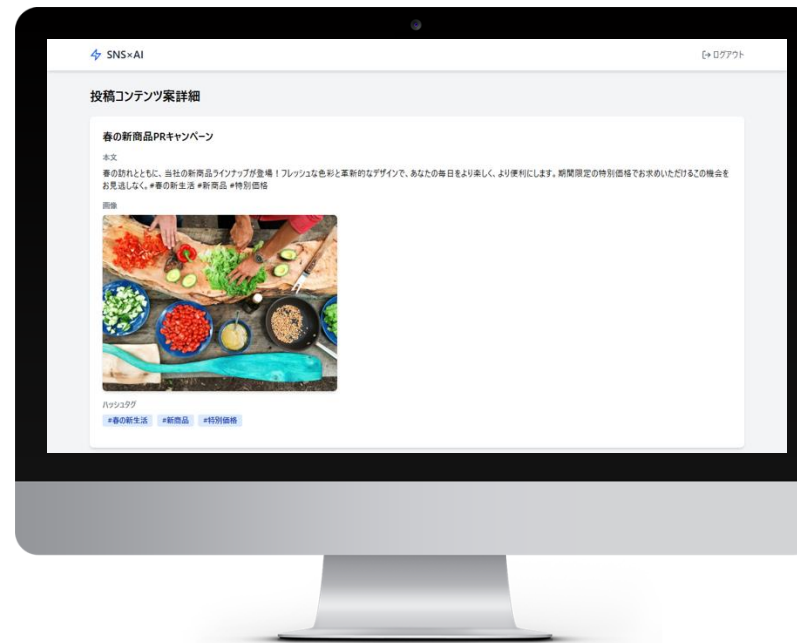 SNS×AI
ログアウト
投稿コンテンツ案詳細
春の新商品PRキャンペーン
本文
春の訪れとともに、当社の新商品ラインナップが登場！フレッシュな色彩と革新的なデザインで、あなたの毎日をより楽しく、より便利にします。期間限定の特別価格でお求めいただけるこの機会を
お見逃しなく。#春の新生活 #新商品 #特別価格
画像
ハッシュタグ
#春の新生活 #新商品 #特別価格